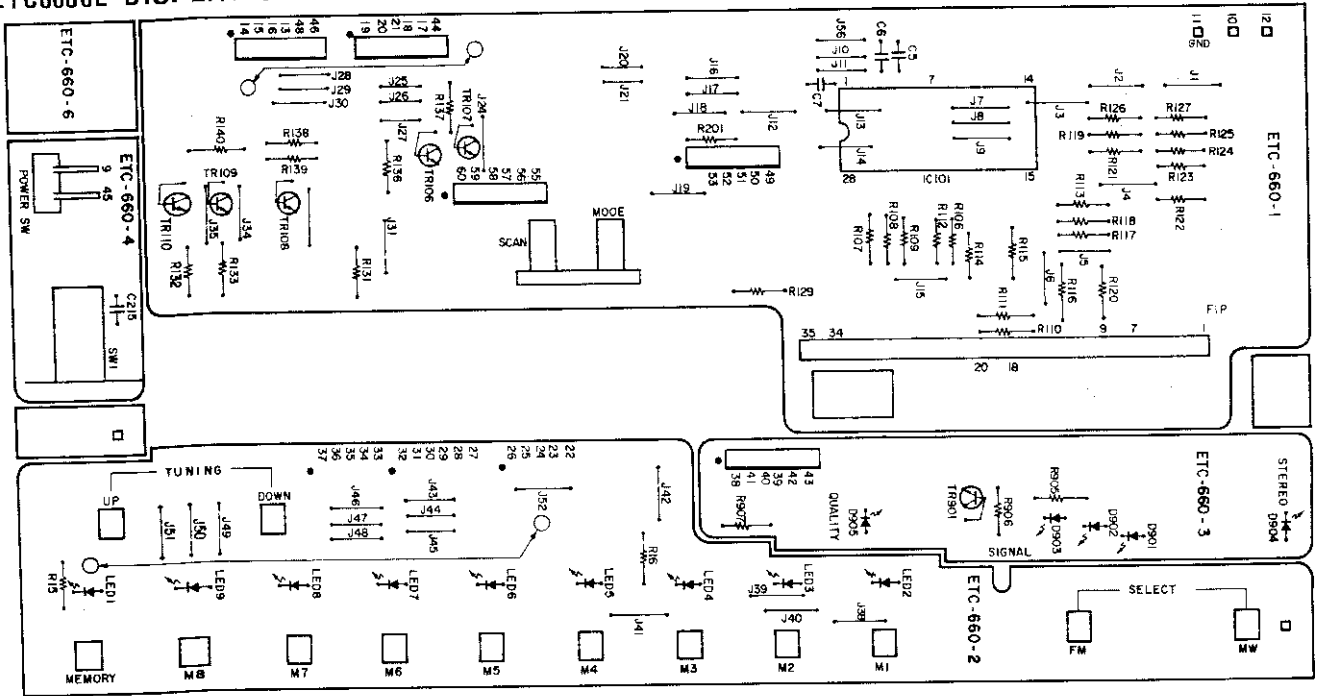 ETC-660-6
ETC-660-4
POWER SW
9
45
C215
SW1
14
15
16
13
48
46
19
20
21
18
17
44
J28
J29
J30
J25
J26
J27
R137
TR107
J24
R140
R138
R139
R136
TR106
TR109
TR110
J35
J34
TR108
R132
R133
J31
R131
60
59
58
57
56
55
SCAN
MODE
J20
J21
J16
J17
J18
R201
J12
53
52
51
50
49
J19
J56
J10
J11
C6
C5
C7
1
7
14
J13
J14
J7
J8
J9
28
IC101
15
J3
11
10
12
GND
J2
J1
R126
R127
R119
R125
R121
R124
R123
J4
R113
R118
R117
R122
J5
J6
R116
R120
R107
R108
R109
R112
R106
R114
R115
J15
R129
R111
R110
ETC-660-1
FIP
35
34
20
18
9
7
1
TUNING
UP
DOWN
37
36
35
34
33
32
31
30
29
28
27
26
25
24
23
22
J46
J47
J48
J43
J44
J45
J52
J42
J51
J50
J49
R15
R16
LED1
LED9
LED8
LED7
LED6
LED5
LED4
LED3
LED2
J39
J40
J38
J41
MEMORY
M8
M7
M6
M5
M4
M3
M2
M1
ETC-660-2
FM
SELECT
MW
38
41
40
39
42
43
R907
QUALITY
D905
TR901
R906
R905
D903
D902
D901
SIGNAL
ETC-660-3
STEREO
D904